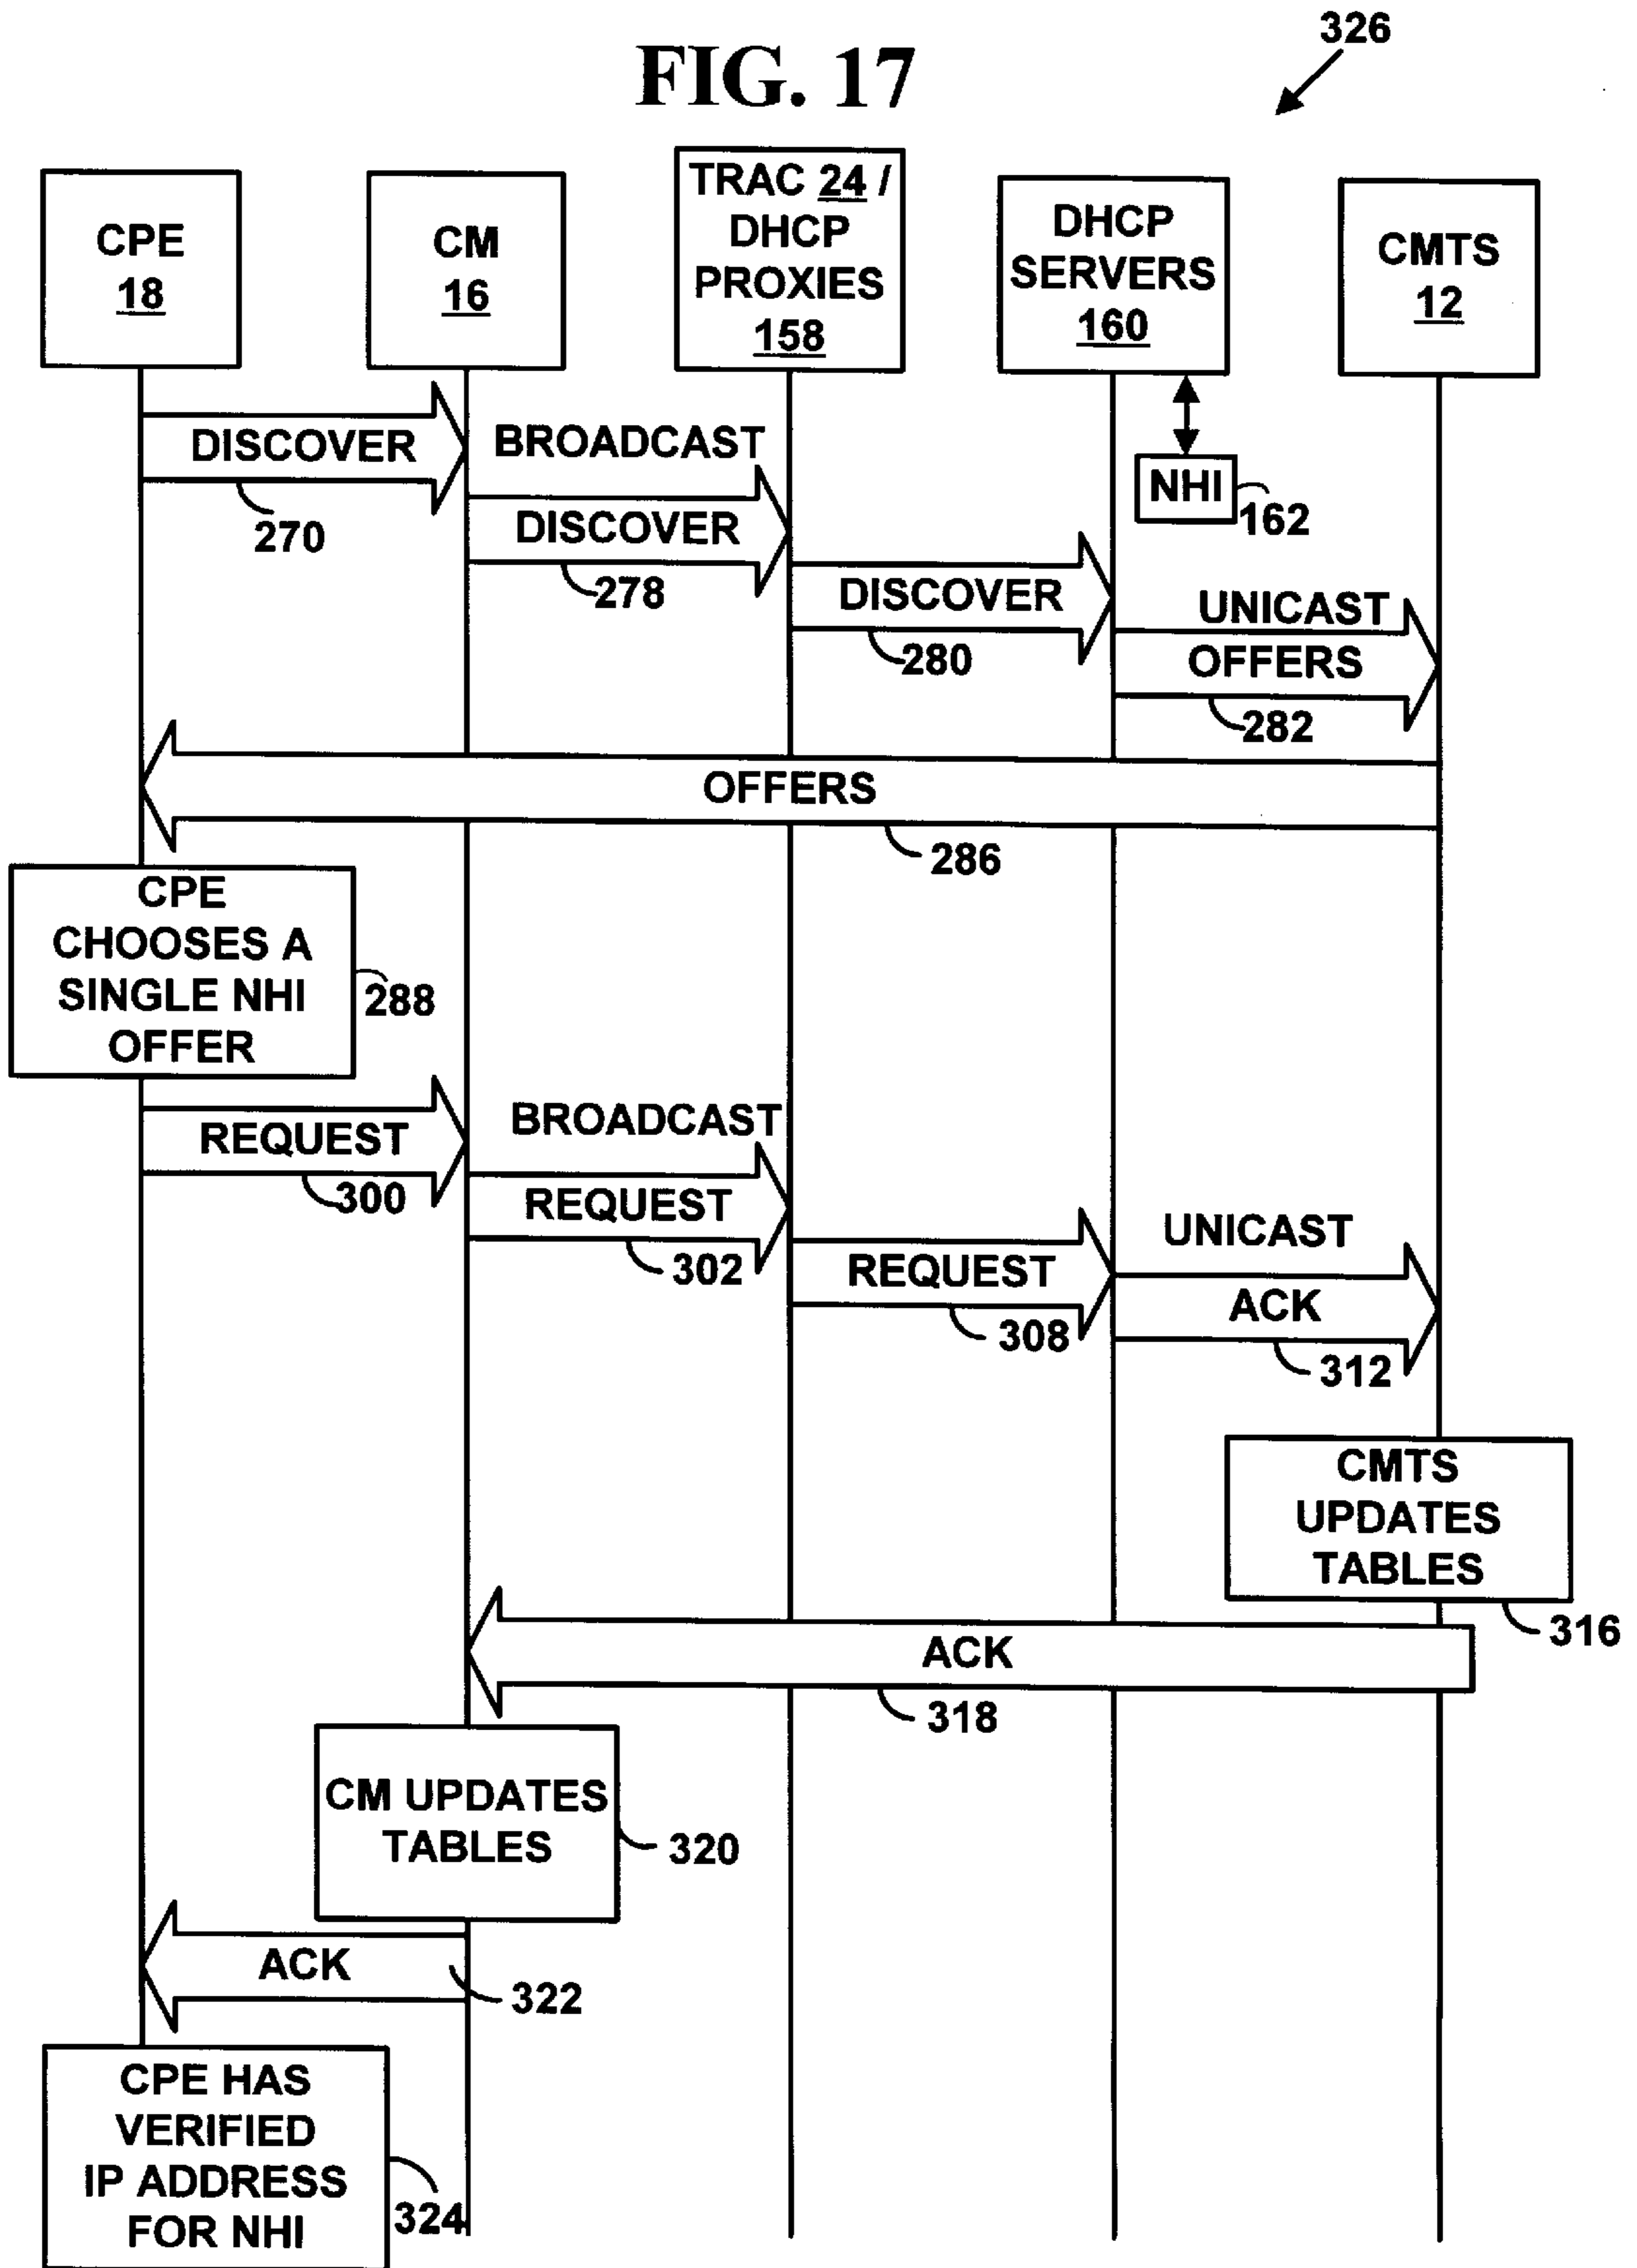 326
FIG. 17
CPE
18
CM
16
TRAC 24 /
DHCP
PROXIES
158
DHCP
SERVERS
160
CMTS
12
DISCOVER
270
BROADCAST
DISCOVER
278
NHI
162
DISCOVER
280
UNICAST
OFFERS
282
OFFERS
286
CPE
CHOOSES A
SINGLE NHI
OFFER
288
REQUEST
300
BROADCAST
REQUEST
302
REQUEST
308
UNICAST
ACK
312
CMTS
UPDATES
TABLES
316
ACK
318
CM UPDATES
TABLES
320
ACK
322
CPE HAS
VERIFIED
IP ADDRESS
FOR NHI
324